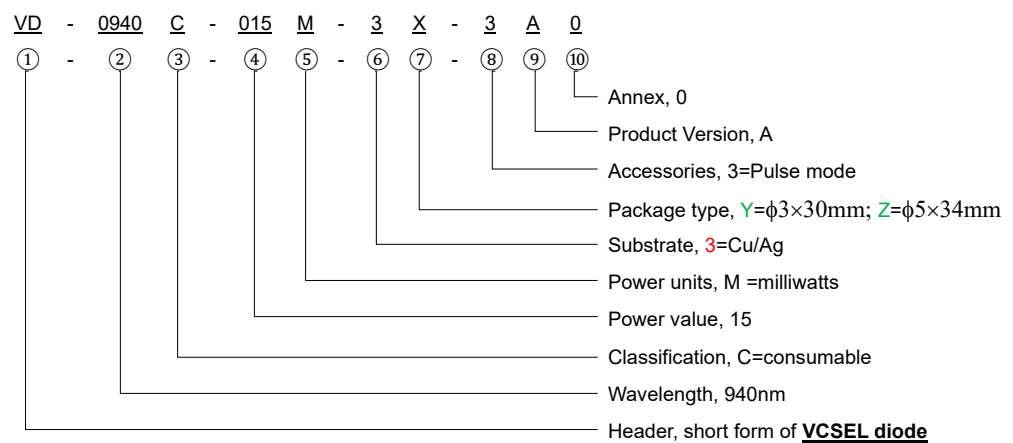 VD - 0940 C - 015 M - 3 X - 3 A 0
① - ② ③ - ④ ⑤ - ⑥ ⑦ - ⑧ ⑨ ⑩
Annex, 0
Product Version, A
Accessories, 3=Pulse mode
Package type, Y=ϕ3×30mm; Z=ϕ5×34mm
Substrate, 3=Cu/Ag
Power units, M =milliwatts
Power value, 15
Classification, C=consumable
Wavelength, 940nm
Header, short form of VCSEL diode